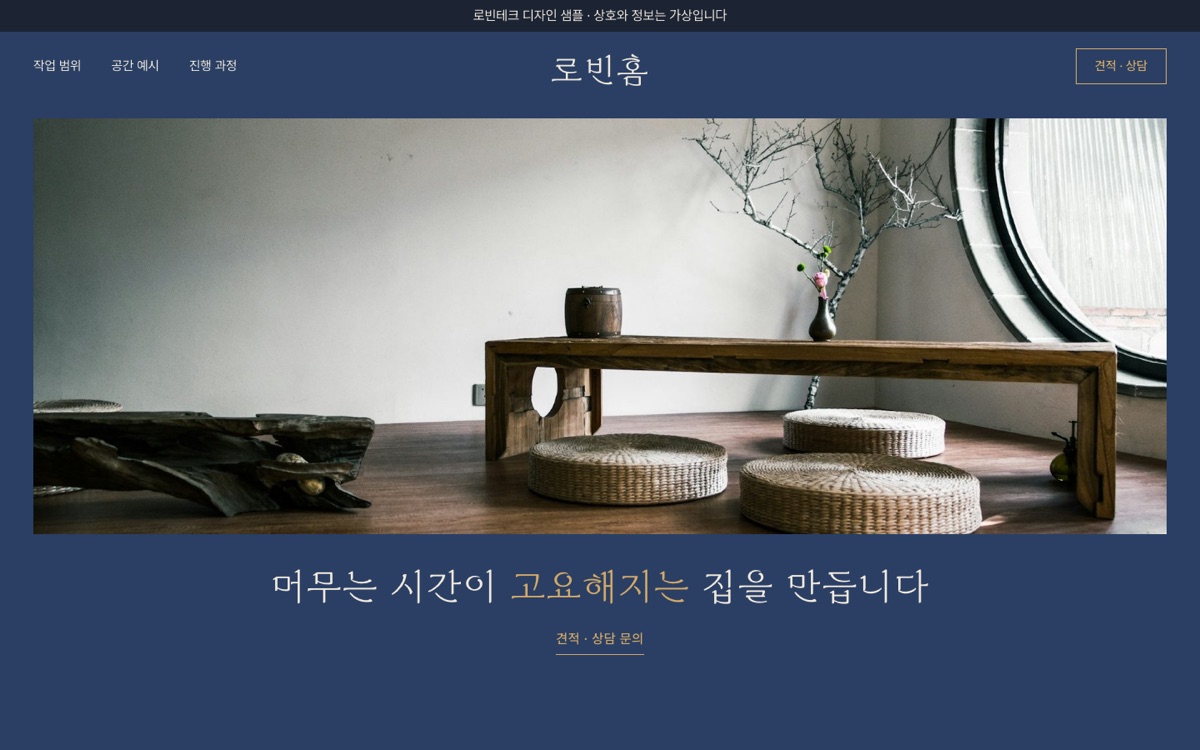 로빈테크 디자인 샘플 · 상호와 정보는 가상입니다
작업 범위 공간 예시 진행 과정
로빈홈
견적 · 상담
머무는 시간이 고요해지는 집을 만듭니다
견적 · 상담 문의